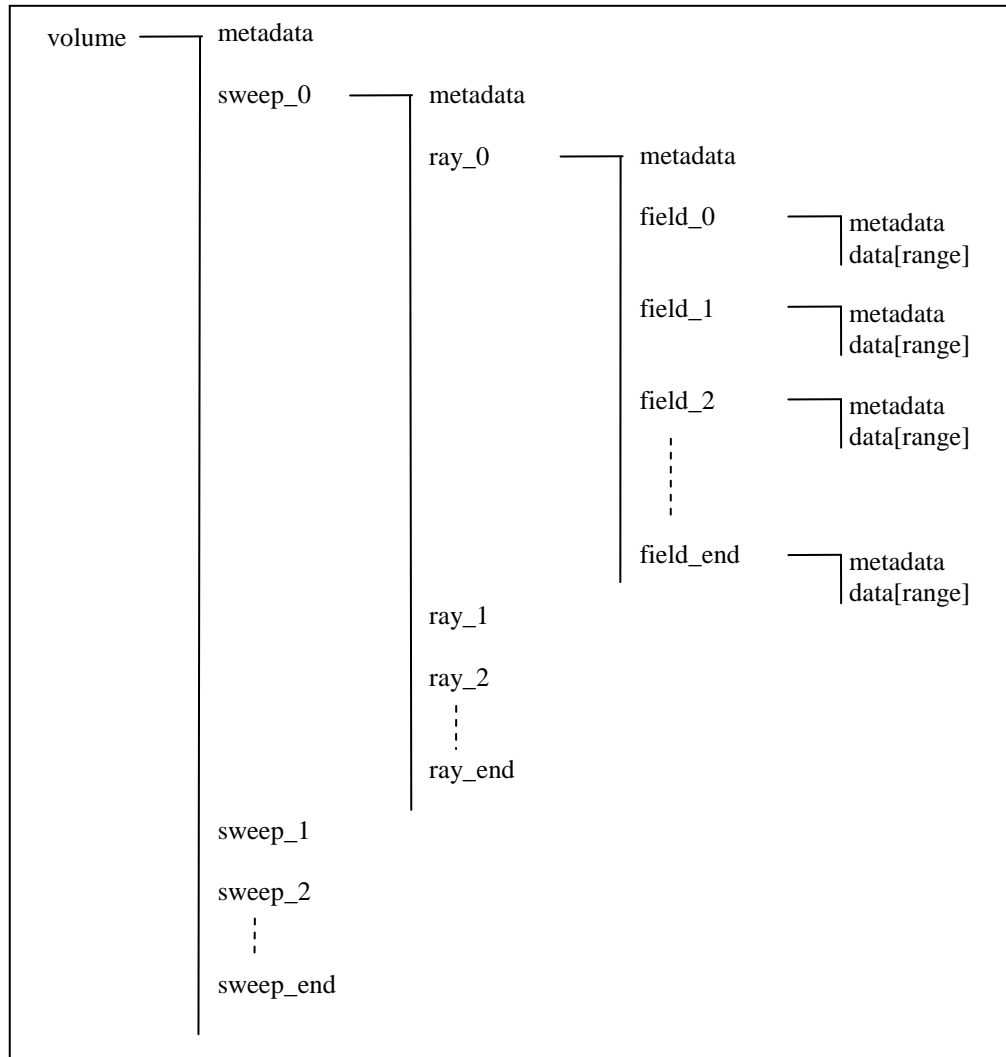 volume
metadata
sweep_0
metadata
ray_0
metadata
field_0
metadata
data[range]
field_1
metadata
data[range]
field_2
metadata
data[range]
field_end
metadata
data[range]
ray_1
ray_2
ray_end
sweep_1
sweep_2
sweep_end